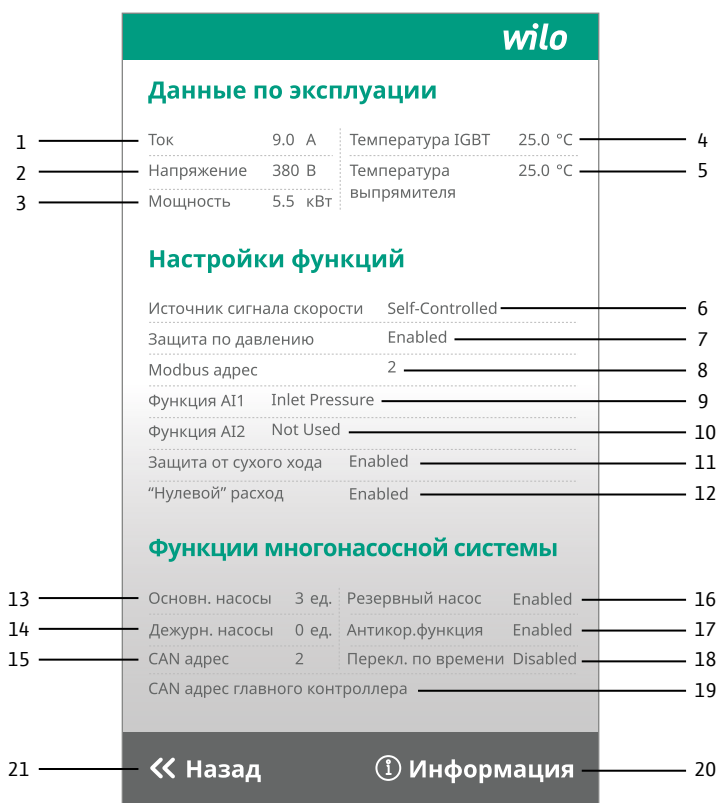 wilo
Данные по эксплуации
1 Ток 9.0 А Температура IGBT 25.0 °C 4
2 Напряжение 380 В Температура 25.0 °C 5
выпрямителя
3 Мощность 5.5 кВт
Настройки функций
Источник сигнала скорости Self-Controlled 6
Защита по давлению Enabled 7
Modbus адрес 2 8
Функция AI1 Inlet Pressure 9
Функция AI2 Not Used 10
Защита от сухого хода Enabled 11
“Нулевой” расход Enabled 12
Функции многонасосной системы
13 Основн. насосы 3 ед. Резервный насос Enabled 16
14 Дежурн. насосы 0 ед. Антикор.функция Enabled 17
15 CAN адрес 2 Перекл. по времени Disabled 18
CAN адрес главного контроллера 19
21 Назад Информация 20